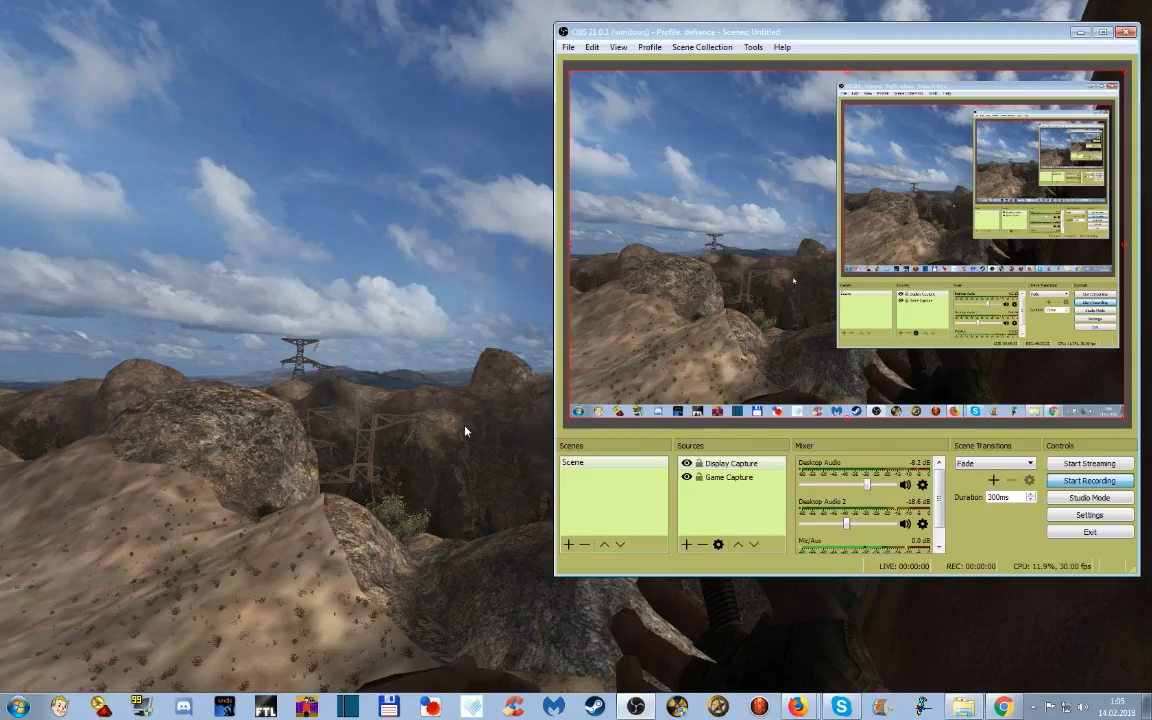 OBS 21.0.1 (windows) - Profile: defiance - Scenes: Untitled
File Edit View Profile Scene Collection Tools Help
Scenes Sources Mixer Scene Transitions Controls
Scene
Display Capture
Game Capture
Desktop Audio -8.2 dB
Desktop Audio 2 -18.6 dB
Mic/Aux 0.0 dB
Fade
Duration 300ms
Start Streaming
Start Recording
Studio Mode
Settings
Exit
LIVE: 00:00:00 REC: 00:00:00 CPU: 11.9%, 30.00 fps
99
kindle
FTL
1:05
14.02.2018